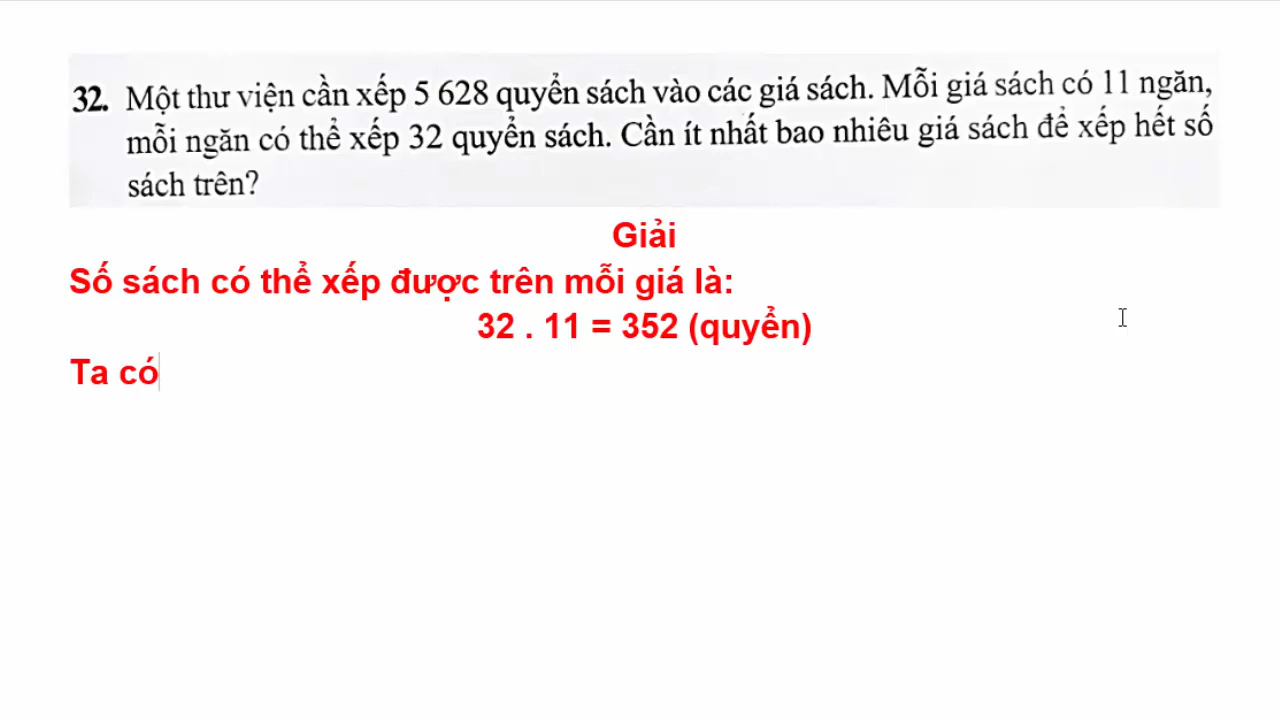 32. Một thư viện cần xếp 5 628 quyển sách vào các giá sách. Mỗi giá sách có 11 ngăn,
mỗi ngăn có thể xếp 32 quyển sách. Cần ít nhất bao nhiêu giá sách để xếp hết số
sách trên?
Giải
Số sách có thể xếp được trên mỗi giá là:
32 . 11 = 352 (quyển)
Ta có